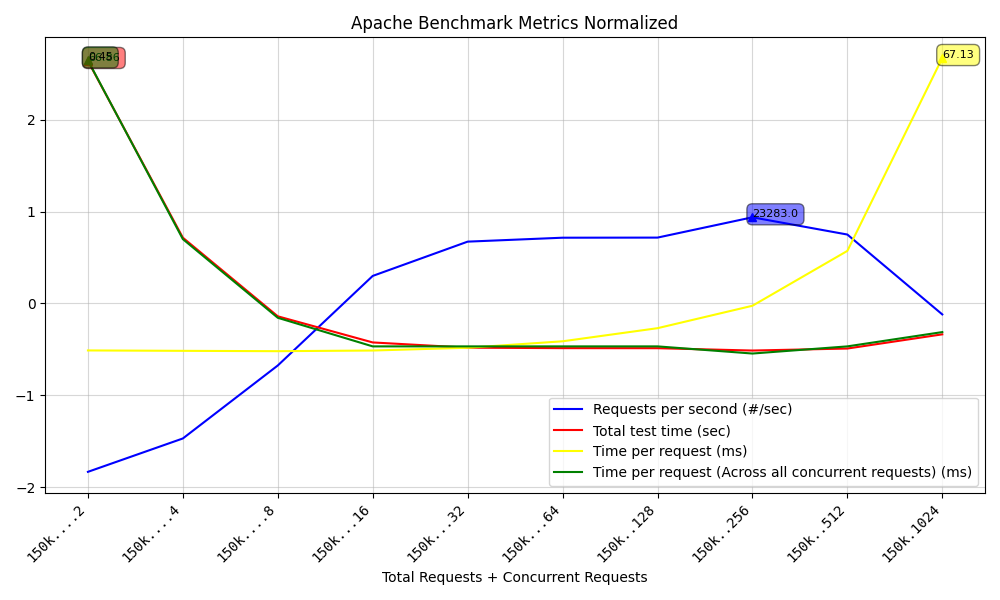 Apache Benchmark Metrics Normalized
0.45
67.13
2
1
23283.0
0
−1
−2
Requests per second (#/sec)
Total test time (sec)
Time per request (ms)
Time per request (Across all concurrent requests) (ms)
150k....2
150k....4
150k....8
150k...16
150k...32
150k...64
150k..128
150k..256
150k..512
150k.1024
Total Requests + Concurrent Requests